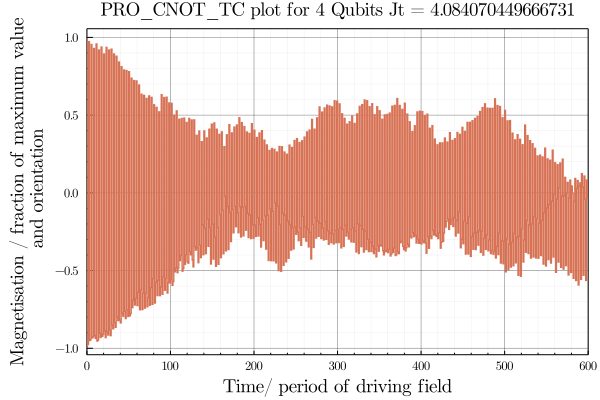 PRO_CNOT_TC plot for 4 Qubits Jt = 4.084070449666731
Magnetisation / fraction of maximum value
and orientation
1.0
0.5
0.0
−0.5
−1.0
0 100 200 300 400 500 600
Time/ period of driving field